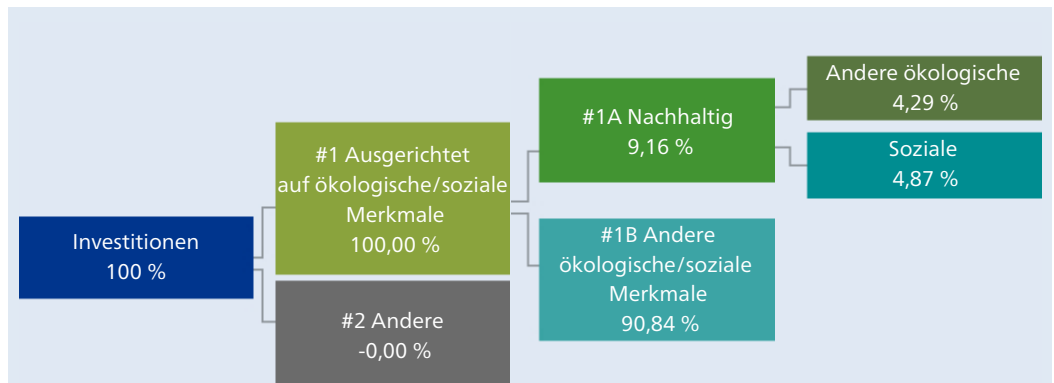 Investitionen
100 %
#1 Ausgerichtet
auf ökologische/soziale
Merkmale
100,00 %
#2 Andere
-0,00 %
#1A Nachhaltig
9,16 %
#1B Andere
ökologische/soziale
Merkmale
90,84 %
Andere ökologische
4,29 %
Soziale
4,87 %